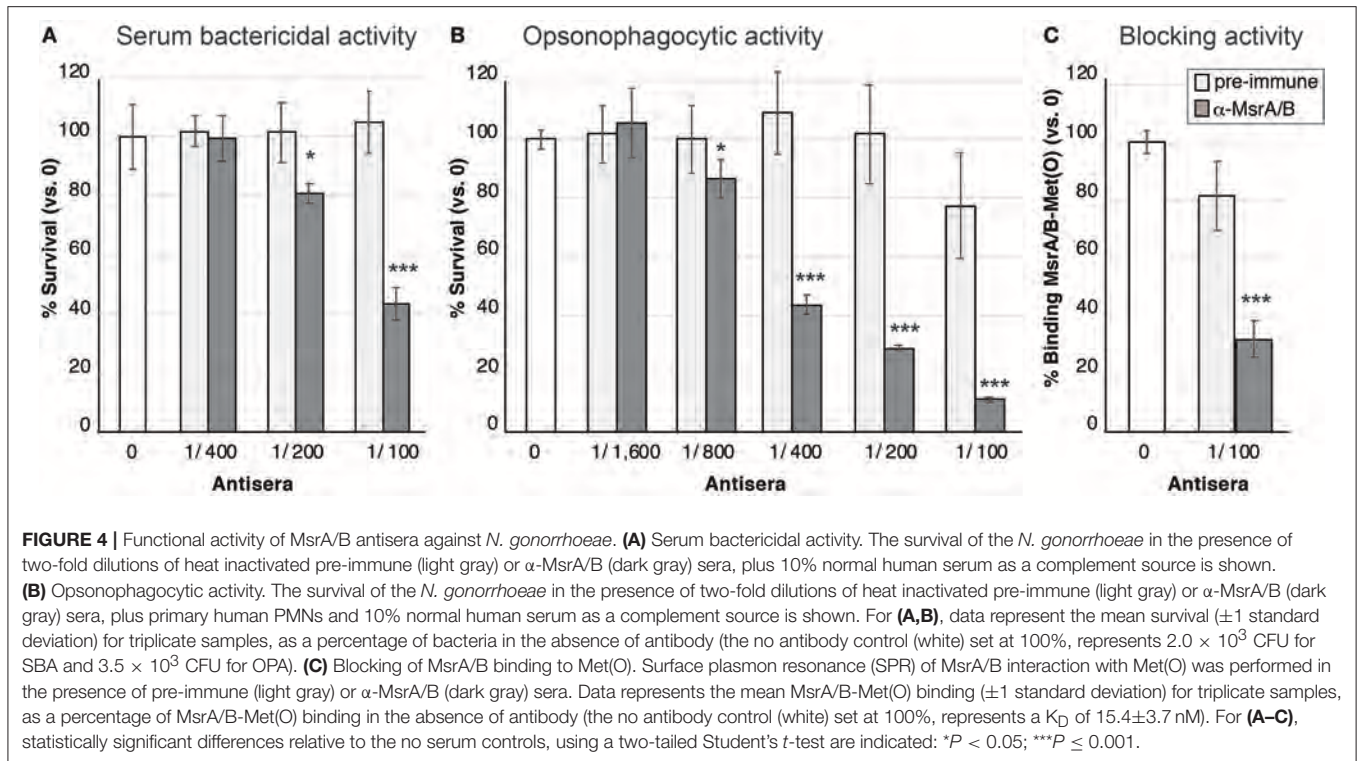 A Serum bactericidal activity
120
100
80
60
40
20
0
% Survival (vs. 0)
*
***
0 1/400 1/200 1/100
Antisera
B Opsonophagocytic activity
120
100
80
60
40
20
0
% Survival (vs. 0)
*
***
***
***
0 1/1,600 1/800 1/400 1/200 1/100
Antisera
C Blocking activity
120
100
80
60
40
20
0
% Binding MsrA/B-Met(O) (vs. 0)
pre-immune
α-MsrA/B
***
0 1/100
Antisera
FIGURE 4 | Functional activity of MsrA/B antisera against N. gonorrhoeae. (A) Serum bactericidal activity. The survival of the N. gonorrhoeae in the presence of
two-fold dilutions of heat inactivated pre-immune (light gray) or α-MsrA/B (dark gray) sera, plus 10% normal human serum as a complement source is shown.
(B) Opsonophagocytic activity. The survival of the N. gonorrhoeae in the presence of two-fold dilutions of heat inactivated pre-immune (light gray) or α-MsrA/B (dark
gray) sera, plus primary human PMNs and 10% normal human serum as a complement source is shown. For (A,B), data represent the mean survival (±1 standard
deviation) for triplicate samples, as a percentage of bacteria in the absence of antibody (the no antibody control (white) set at 100%, represents 2.0 × 10³ CFU for
SBA and 3.5 × 10³ CFU for OPA). (C) Blocking of MsrA/B binding to Met(O). Surface plasmon resonance (SPR) of MsrA/B interaction with Met(O) was performed in
the presence of pre-immune (light gray) or α-MsrA/B (dark gray) sera. Data represents the mean MsrA/B-Met(O) binding (±1 standard deviation) for triplicate samples,
as a percentage of MsrA/B-Met(O) binding in the absence of antibody (the no antibody control (white) set at 100%, represents a K_D of 15.4±3.7 nM). For (A–C),
statistically significant differences relative to the no serum controls, using a two-tailed Student's t-test are indicated: *P < 0.05; ***P ≤ 0.001.